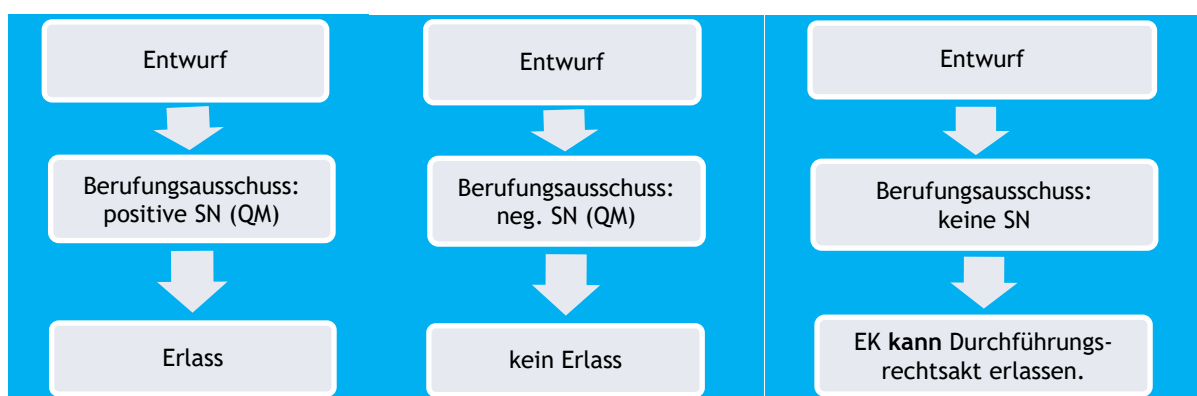 Entwurf
Berufungsausschuss:
positive SN (QM)
Erlass
Entwurf
Berufungsausschuss:
neg. SN (QM)
kein Erlass
Entwurf
Berufungsausschuss:
keine SN
EK kann Durchführungs-
rechtsakt erlassen.